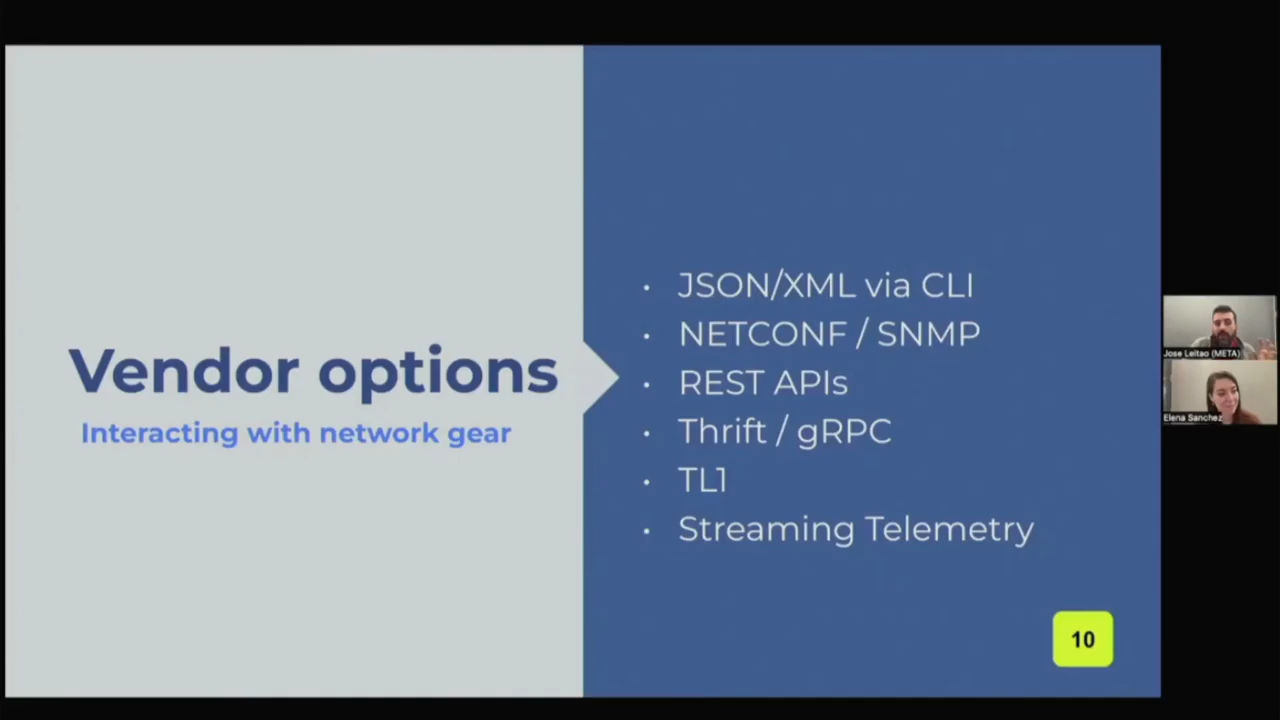 Vendor options
Interacting with network gear
• JSON/XML via CLI
• NETCONF / SNMP
• REST APIs
• Thrift / gRPC
• TL1
• Streaming Telemetry
10
Jose Leitao (META)
Elena Sanchez